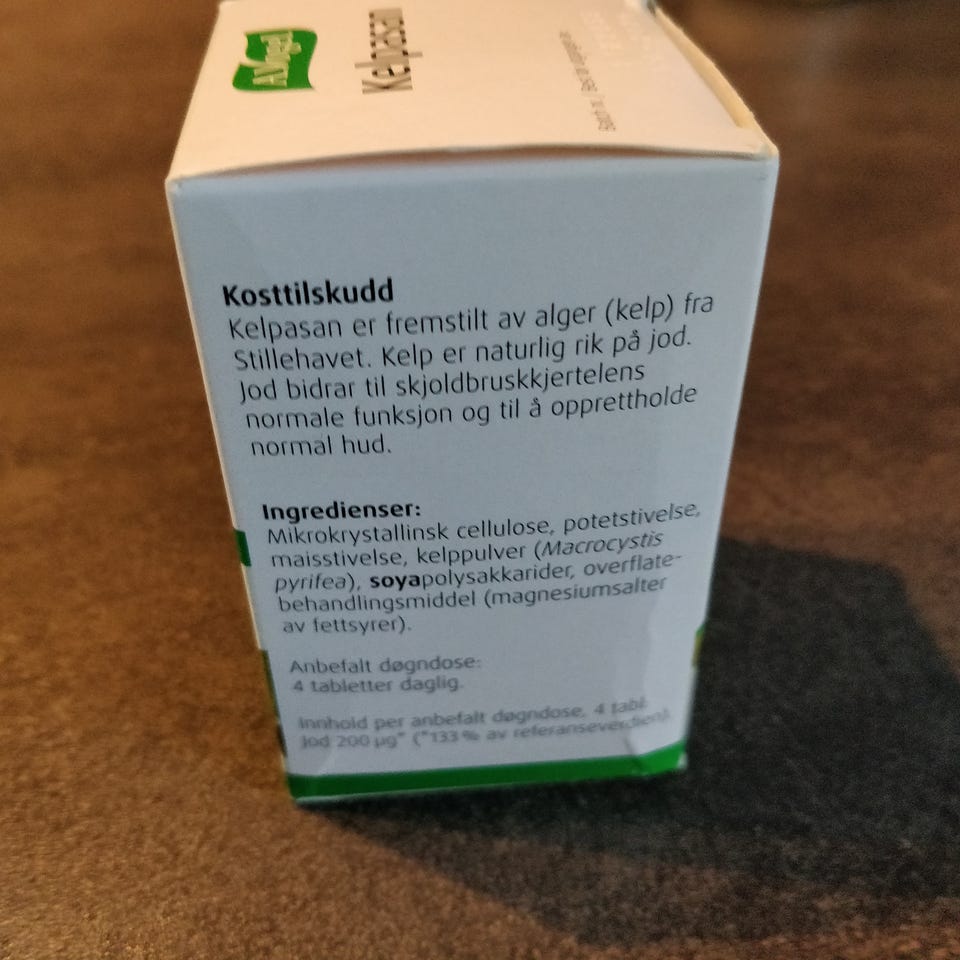 A.Vogel
Kelpasan
Kosttilskudd
Kelpasan er fremstilt av alger (kelp) fra
Stillehavet. Kelp er naturlig rik på jod.
Jod bidrar til skjoldbruskkjertelens
normale funksjon og til å opprettholde
normal hud.
Ingredienser:
Mikrokrystallinsk cellulose, potetstivelse,
maisstivelse, kelppulver (Macrocystis
pyrifea), soyapolysakkarider, overflate-
behandlingsmiddel (magnesiumsalter
av fettsyrer).
Anbefalt døgndose:
4 tabletter daglig.
Innhold per anbefalt døgndose, 4 tabl.
Jod 200 µg* (*133 % av referanseverdien).